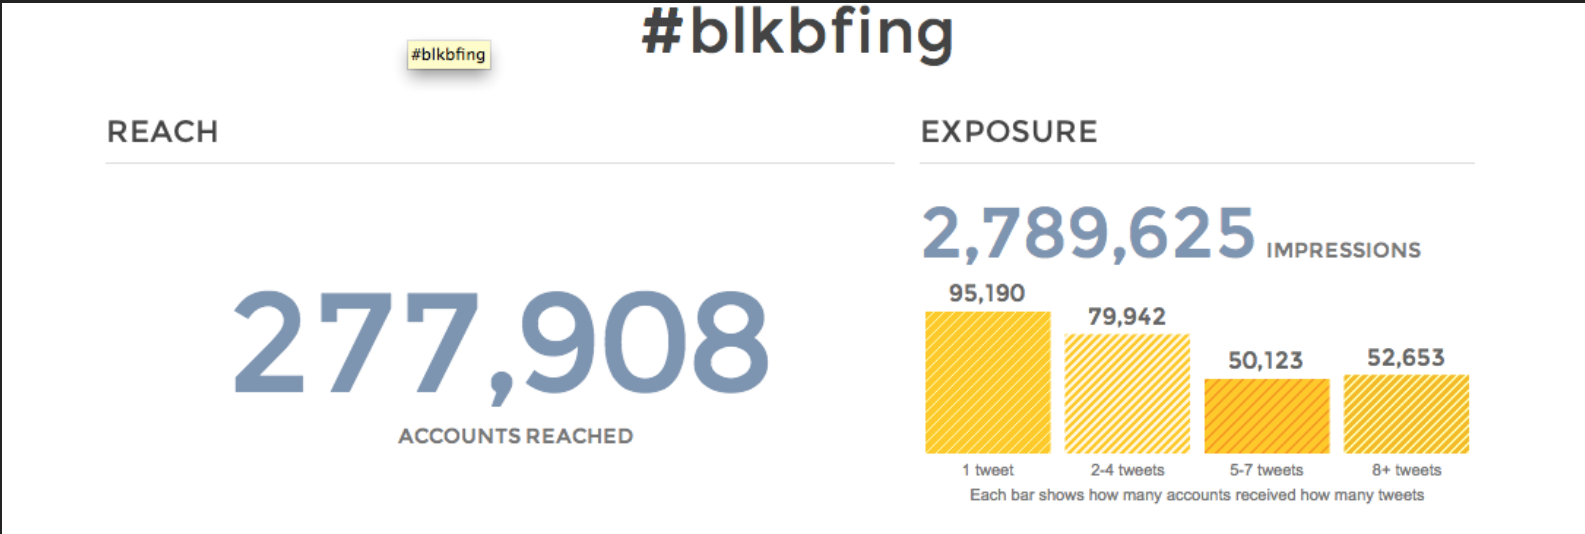 #blkbfing
#blkbfing
REACH
277,908
ACCOUNTS REACHED
EXPOSURE
2,789,625 IMPRESSIONS
95,190
79,942
50,123
52,653
1 tweet
2-4 tweets
5-7 tweets
8+ tweets
Each bar shows how many accounts received how many tweets